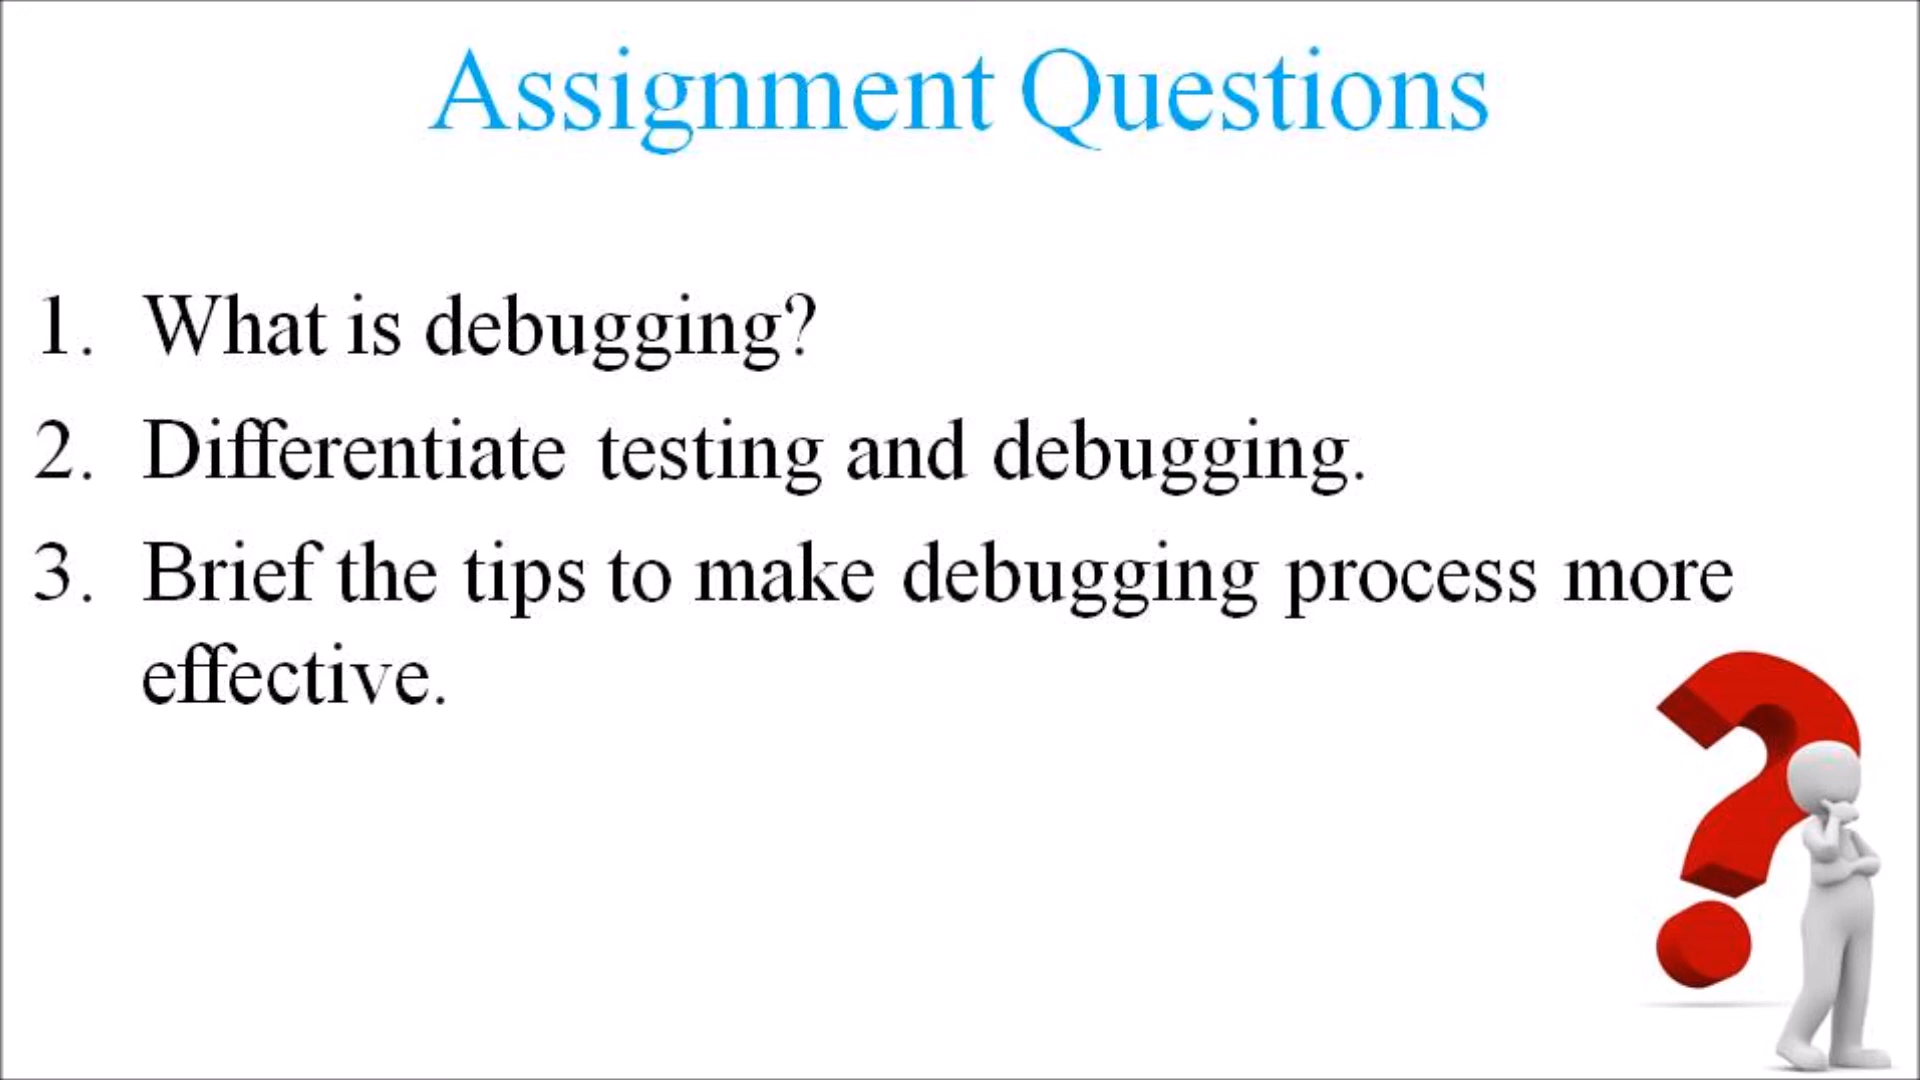 Assignment Questions
1. What is debugging?
2. Differentiate testing and debugging.
3. Brief the tips to make debugging process more
effective.